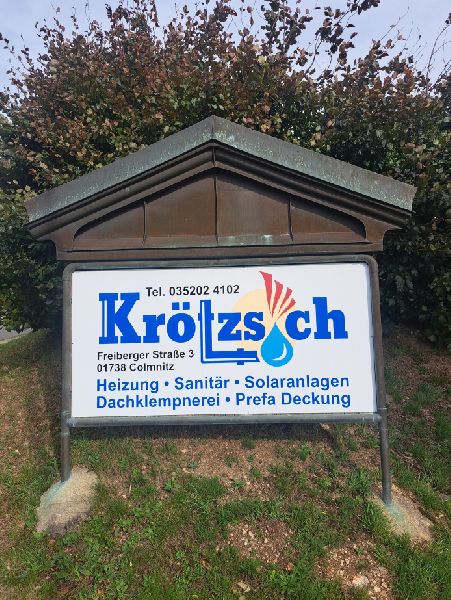 Tel. 035202 4102
Krötzsch
Freiberger Straße 3
01738 Colmnitz
Heizung • Sanitär • Solaranlagen
Dachklempnerei • Prefa Deckung